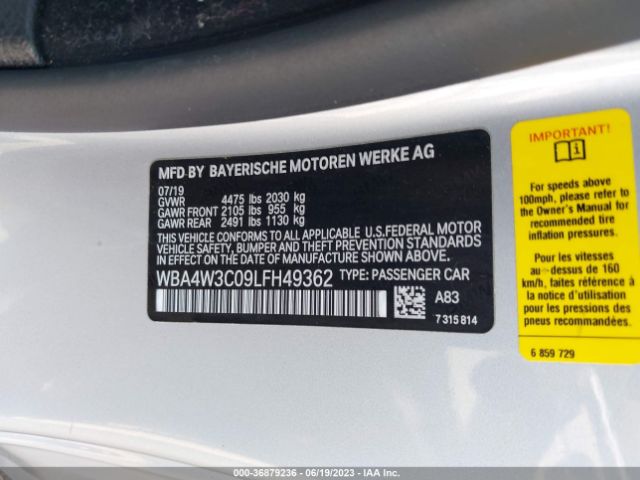 MFD BY BAYERISCHE MOTOREN WERKE AG
07/19
GVWR 4475 lbs 2030 kg
GAWR FRONT 2105 lbs 955 kg
GAWR REAR 2491 lbs 1130 kg
THIS VEHICLE CONFORMS TO ALL APPLICABLE U.S.FEDERAL MOTOR
VEHICLE SAFETY, BUMPER, AND THEFT PREVENTION STANDARDS
IN EFFECT ON THE DATE OF MANUFACTURE SHOWN ABOVE.
WBA4W3C09LFH49362 TYPE: PASSENGER CAR
A83
7 315 814
IMPORTANT!
For speeds above
100mph, please refer to
the Owner's Manual for
recommended tire
inflation pressures.
Pour les vitesses
au-dessus de 160
km/h, faire référence à
la notice d'utilisation
pour les pressions des
pneus recommandées.
6 859 729
© COPY - 36879236 - 06/19/2023 - IAA Inc.